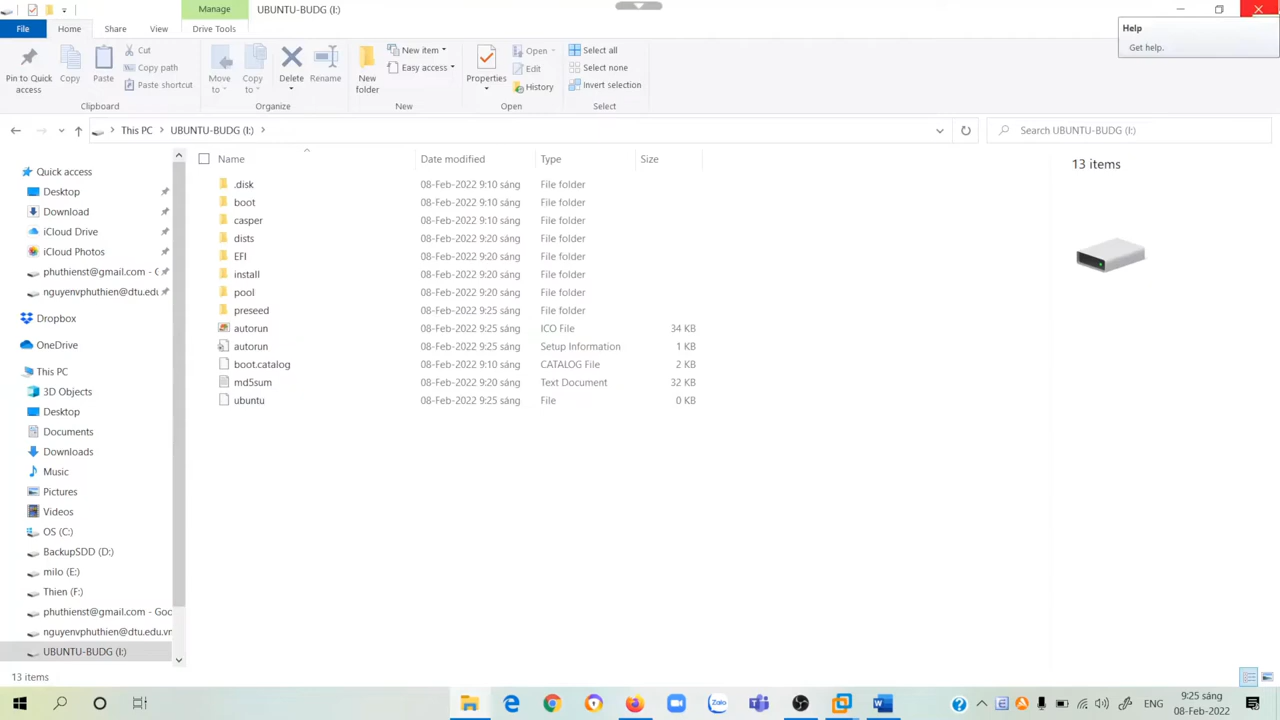 Manage
UBUNTU-BUDG (I:)
File
Home
Share
View
Drive Tools
Help
Get help.
Pin to Quick access
Copy
Paste
Cut
Copy path
Paste shortcut
Clipboard
Move to
Copy to
Delete
Rename
Organize
New folder
New item
Easy access
New
Properties
Open
Edit
History
Open
Select all
Select none
Invert selection
Select
This PC
UBUNTU-BUDG (I:)
Search UBUNTU-BUDG (I:)
Name
Date modified
Type
Size
.disk 08-Feb-2022 9:10 sáng File folder
boot 08-Feb-2022 9:10 sáng File folder
casper 08-Feb-2022 9:10 sáng File folder
dists 08-Feb-2022 9:20 sáng File folder
EFI 08-Feb-2022 9:20 sáng File folder
install 08-Feb-2022 9:20 sáng File folder
pool 08-Feb-2022 9:20 sáng File folder
preseed 08-Feb-2022 9:25 sáng File folder
autorun 08-Feb-2022 9:25 sáng ICO File 34 KB
autorun 08-Feb-2022 9:25 sáng Setup Information 1 KB
boot.catalog 08-Feb-2022 9:10 sáng CATALOG File 2 KB
md5sum 08-Feb-2022 9:20 sáng Text Document 32 KB
ubuntu 08-Feb-2022 9:25 sáng File 0 KB
13 items
Quick access
Desktop
Download
iCloud Drive
iCloud Photos
phuthienst@gmail.com - G
nguyenvphuthien@dtu.edu
Dropbox
OneDrive
This PC
3D Objects
Desktop
Documents
Downloads
Music
Pictures
Videos
OS (C:)
BackupSDD (D:)
milo (E:)
Thien (F:)
phuthienst@gmail.com - Goo
nguyenvphuthien@dtu.edu.vn
UBUNTU-BUDG (I:)
13 items
Zalo
ENG
9:25 sáng
08-Feb-2022